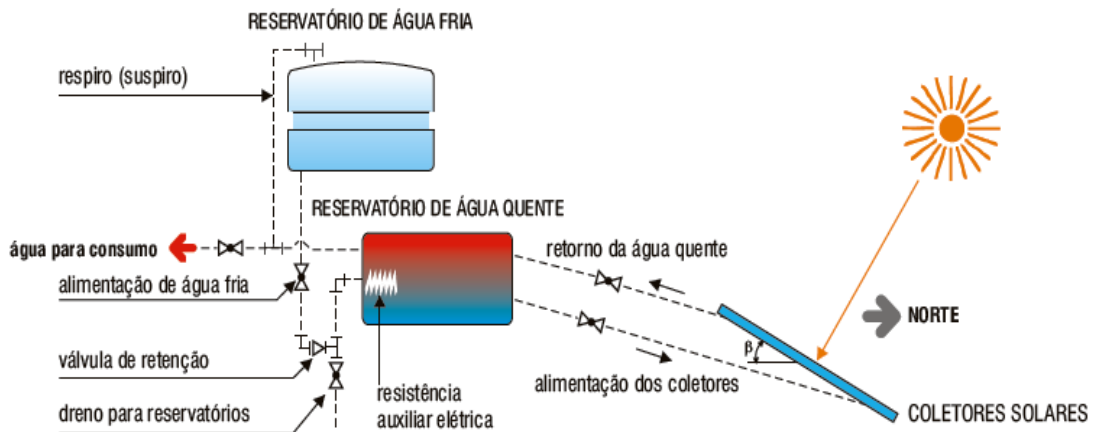 RESERVATÓRIO DE ÁGUA FRIA
respiro (suspiro)
RESERVATÓRIO DE ÁGUA QUENTE
água para consumo
retorno da água quente
alimentação de água fria
NORTE
β
válvula de retenção
alimentação dos coletores
resistência
auxiliar elétrica
dreno para reservatórios
COLETORES SOLARES